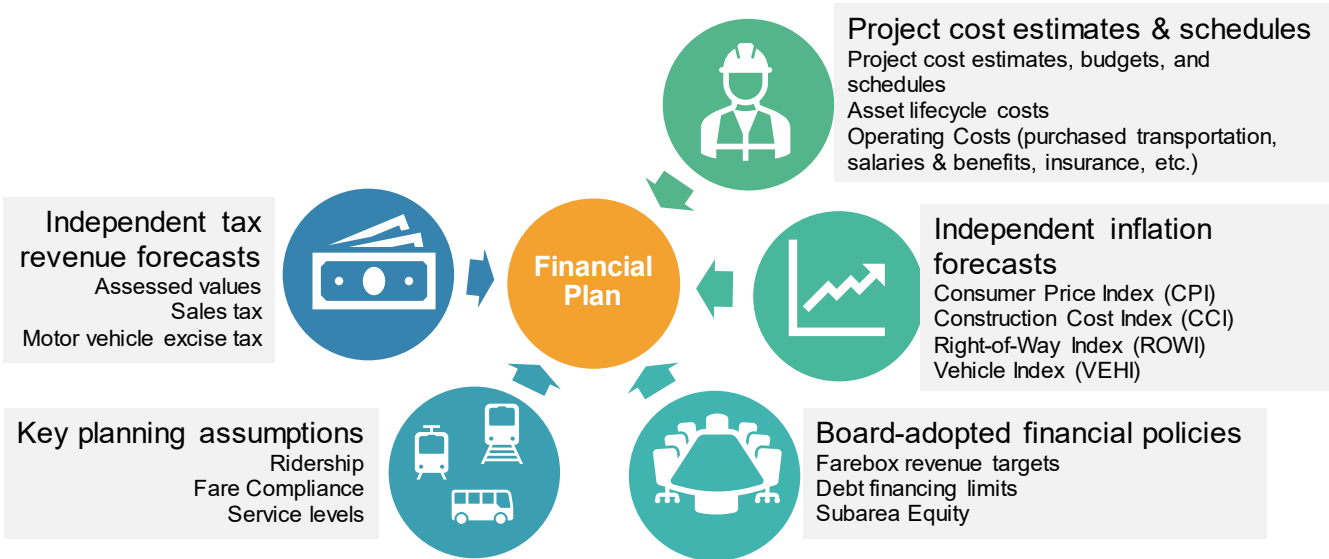 Project cost estimates & schedules
Project cost estimates, budgets, and
schedules
Asset lifecycle costs
Operating Costs (purchased transportation,
salaries & benefits, insurance, etc.)
Independent tax
revenue forecasts
Assessed values
Sales tax
Motor vehicle excise tax
Financial
Plan
Independent inflation
forecasts
Consumer Price Index (CPI)
Construction Cost Index (CCI)
Right-of-Way Index (ROWI)
Vehicle Index (VEHI)
Key planning assumptions
Ridership
Fare Compliance
Service levels
Board-adopted financial policies
Farebox revenue targets
Debt financing limits
Subarea Equity